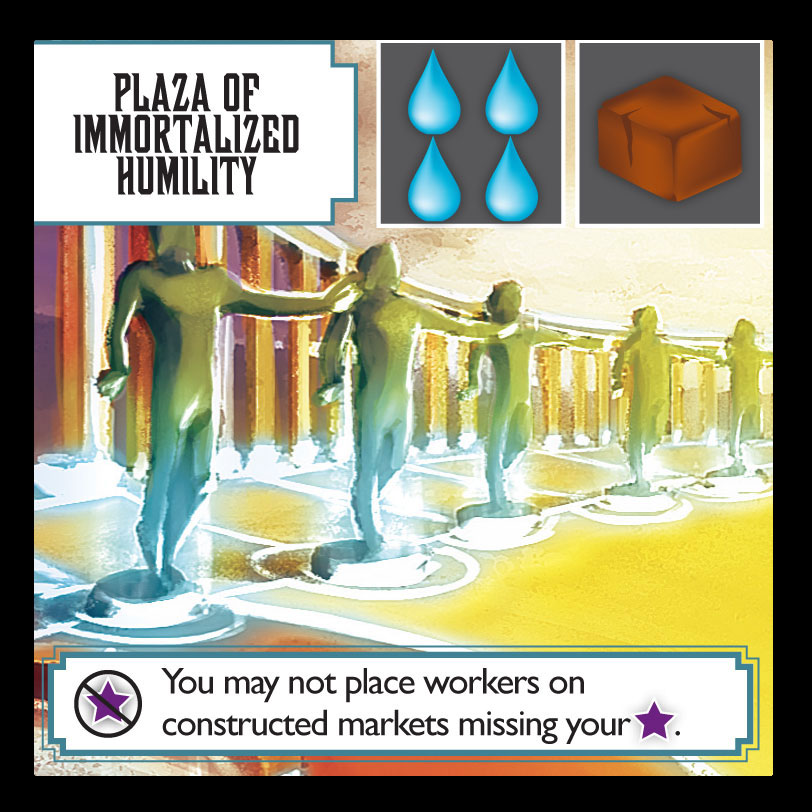 PLAZA OF
IMMORTALIZED
HUMILITY
You may not place workers on
constructed markets missing your ★.